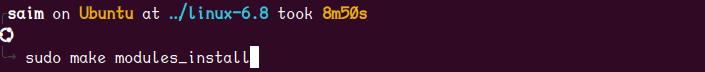 saim on Ubuntu at ../linux-6.8 took 8m50s
sudo make modules_install